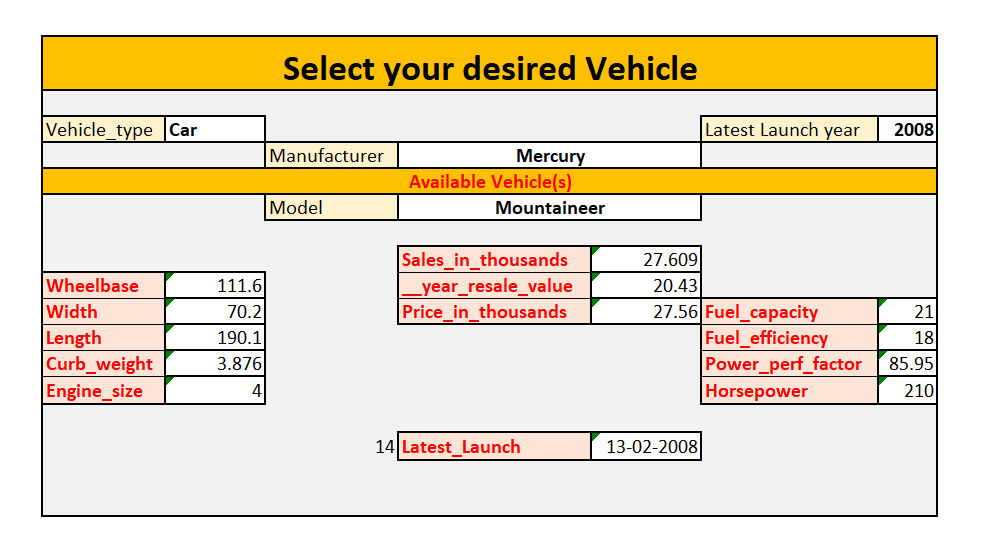 Select your desired Vehicle
Vehicle_type Car Latest Launch year 2008
Manufacturer Mercury
Available Vehicle(s)
Model Mountaineer
Sales_in_thousands 27.609
Wheelbase 111.6 __year_resale_value 20.43
Width 70.2 Price_in_thousands 27.56 Fuel_capacity 21
Length 190.1 Fuel_efficiency 18
Curb_weight 3.876 Power_perf_factor 85.95
Engine_size 4 Horsepower 210
14 Latest_Launch 13-02-2008